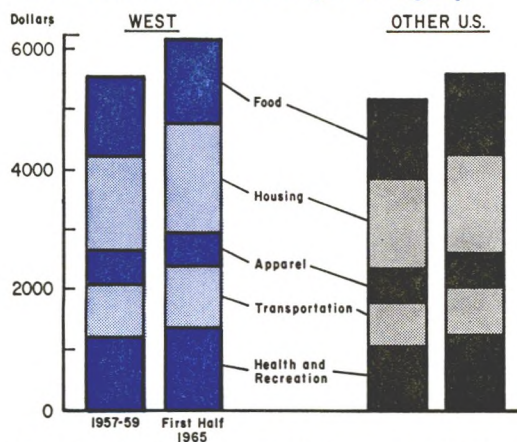 Dollars
WEST
OTHER U.S.
6000
4000
2000
0
Food
Housing
Apparel
Transportation
Health and
Recreation
1957-59
First Half
1965